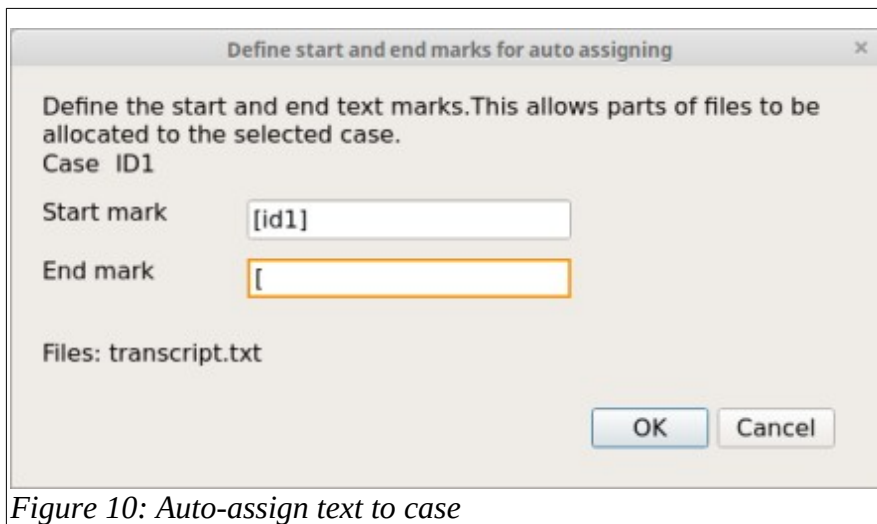 Define start and end marks for auto assigning ×
Define the start and end text marks.This allows parts of files to be
allocated to the selected case.
Case ID1
Start mark [id1]
End mark [
Files: transcript.txt
OK Cancel
Figure 10: Auto-assign text to case